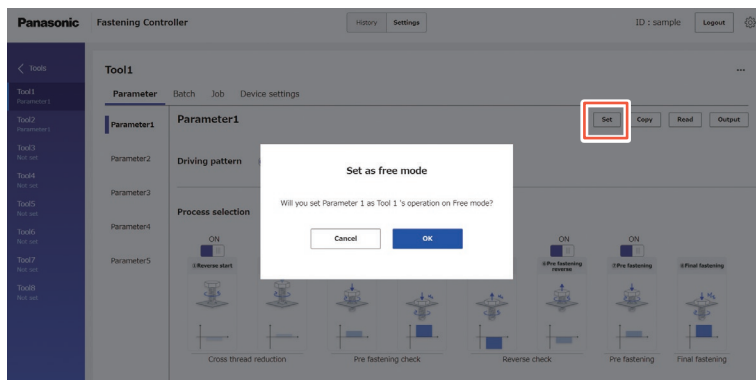 Panasonic Fastening Controller History Settings ID : sample Logout
Tools
Tool1
Parameter1
Tool2
Parameter1
Tool3
Not set
Tool4
Not set
Tool5
Not set
Tool6
Not set
Tool7
Not set
Tool8
Not set
Tool1 ...
Parameter Batch Job Device settings
Parameter1
Parameter2
Parameter3
Parameter4
Parameter5
Parameter1 Set Copy Read Output
Driving pattern
Process selection
Set as free mode
Will you set Parameter 1 as Tool 1 's operation on Free mode?
Cancel OK
ON ON ON
①Reverse start ⑥Pre fastening reverse ⑦Pre fastening ⑧Final fastening
Cross thread reduction Pre fastening check Reverse check Pre fastening Final fastening